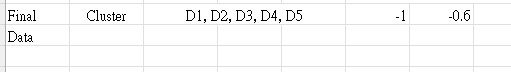 Final Cluster D1, D2, D3, D4, D5 -1 -0.6
Data